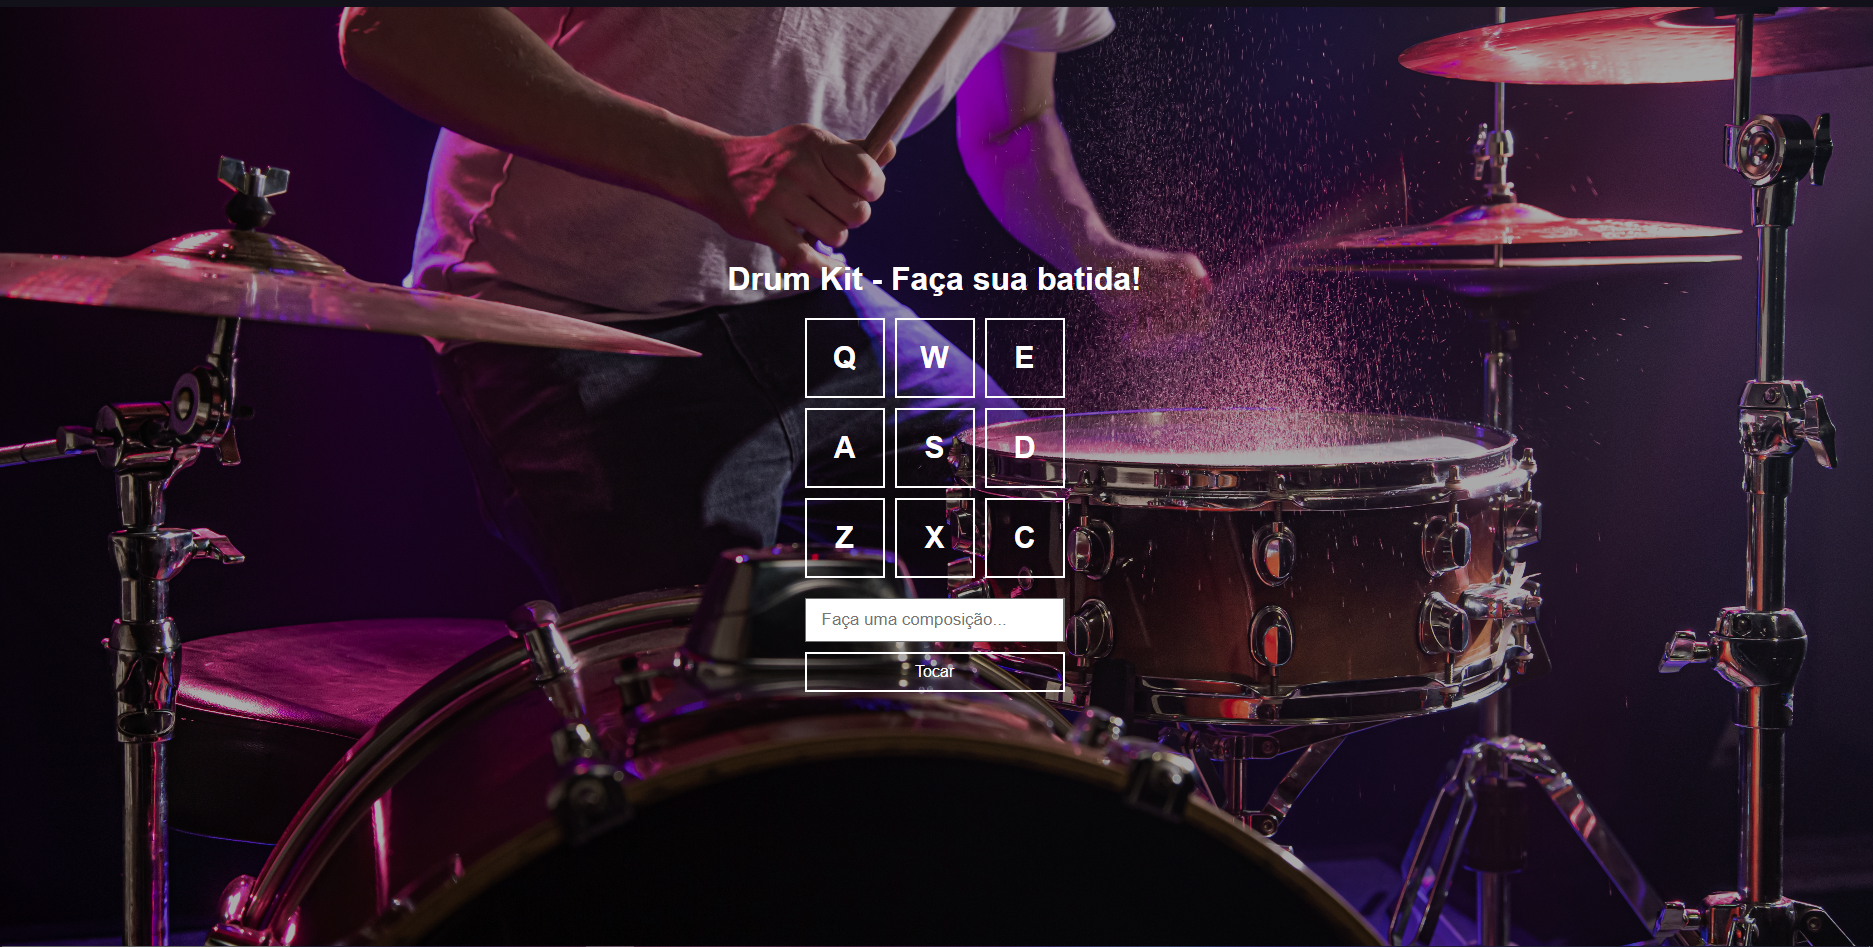 Drum Kit - Faça sua batida!
Q W E
A S D
Z X C
Faça uma composição...
Tocar